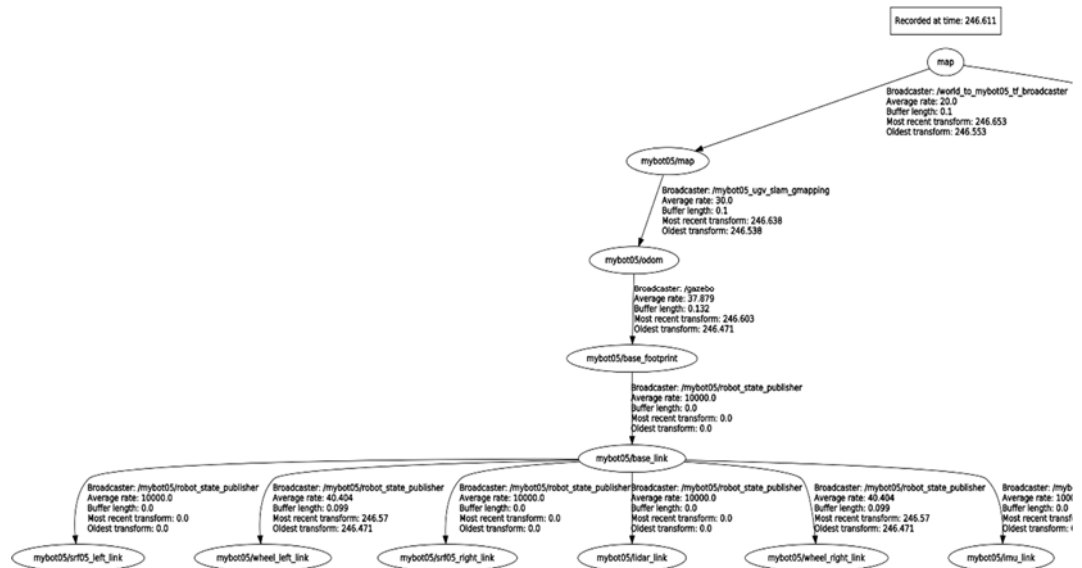 Recorded at time: 246.611
map
Broadcaster: /world_to_mybot05_tf_broadcaster
Average rate: 20.0
Buffer length: 0.1
Most recent transform: 246.653
Oldest transform: 246.553
mybot05/map
Broadcaster: /mybot05_ugv_slam_gmapping
Average rate: 30.0
Buffer length: 0.1
Most recent transform: 246.638
Oldest transform: 246.538
mybot05/odom
Broadcaster: /gazebo
Average rate: 37.879
Buffer length: 0.132
Most recent transform: 246.603
Oldest transform: 246.471
mybot05/base_footprint
Broadcaster: /mybot05/robot_state_publisher
Average rate: 10000.0
Buffer length: 0.0
Most recent transform: 0.0
Oldest transform: 0.0
mybot05/base_link
Broadcaster: /mybot05/robot_state_publisher
Average rate: 10000.0
Buffer length: 0.0
Most recent transform: 0.0
Oldest transform: 0.0
mybot05/srf05_left_link
Broadcaster: /mybot05/robot_state_publisher
Average rate: 40.404
Buffer length: 0.099
Most recent transform: 246.57
Oldest transform: 246.471
mybot05/wheel_left_link
Broadcaster: /mybot05/robot_state_publisher
Average rate: 10000.0
Buffer length: 0.0
Most recent transform: 0.0
Oldest transform: 0.0
mybot05/srf05_right_link
Broadcaster: /mybot05/robot_state_publisher
Average rate: 10000.0
Buffer length: 0.0
Most recent transform: 0.0
Oldest transform: 0.0
mybot05/lidar_link
Broadcaster: /mybot05/robot_state_publisher
Average rate: 40.404
Buffer length: 0.099
Most recent transform: 246.57
Oldest transform: 246.471
mybot05/wheel_right_link
Broadcaster: /mybot05
Average rate: 1000
Buffer length: 0.0
Most recent transf
Oldest transform:
mybot05/imu_link